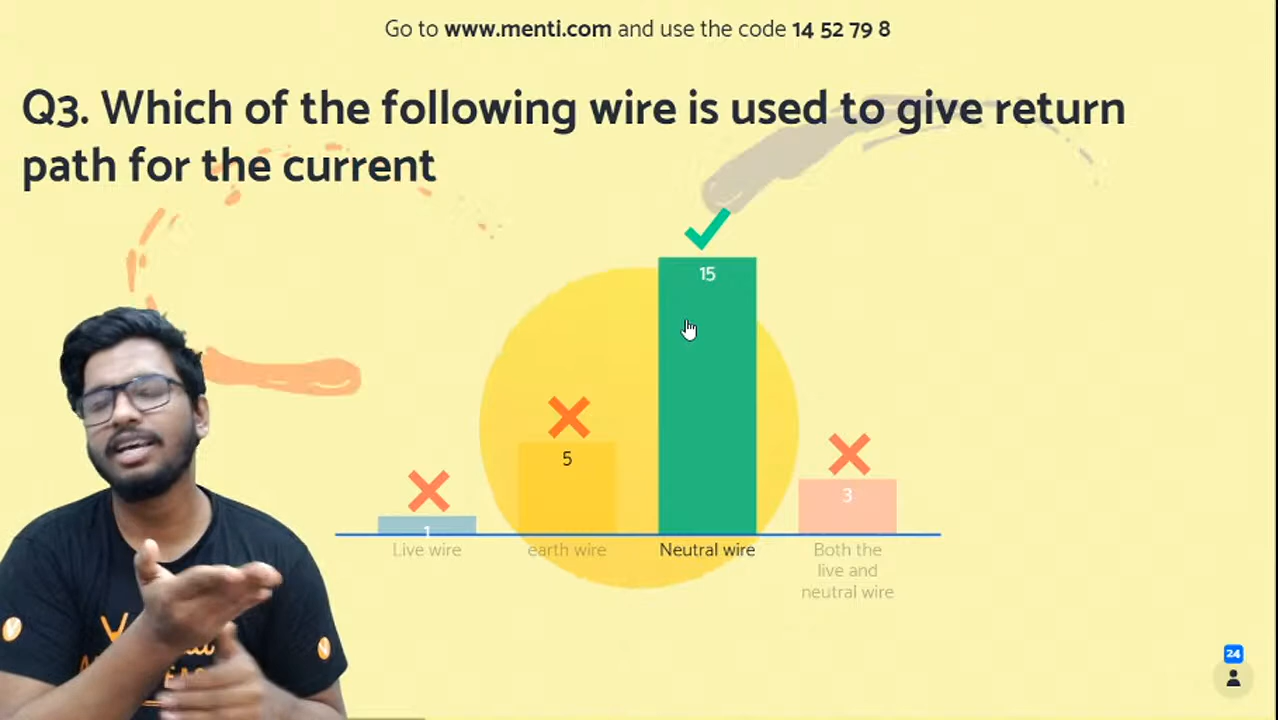 Go to www.menti.com and use the code 14 52 79 8
Q3. Which of the following wire is used to give return
path for the current
15
5
3
1
Live wire
earth wire
Neutral wire
Both the
live and
neutral wire
24